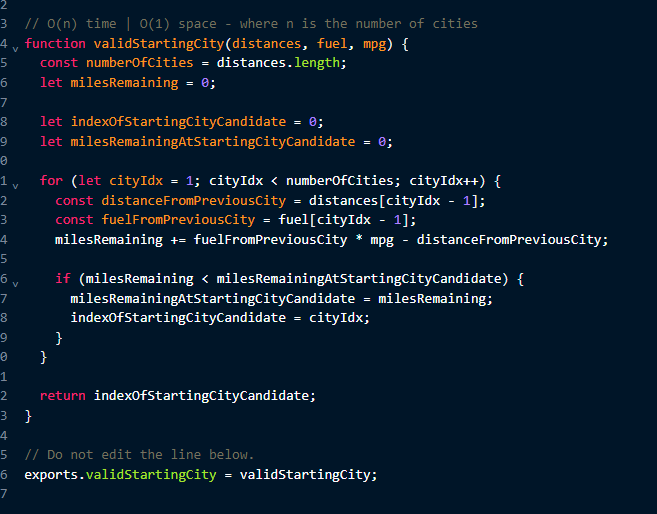 2
3 // O(n) time | O(1) space - where n is the number of cities
4 function validStartingCity(distances, fuel, mpg) {
5 const numberOfCities = distances.length;
6 let milesRemaining = 0;
7
8 let indexOfStartingCityCandidate = 0;
9 let milesRemainingAtStartingCityCandidate = 0;
0
1 for (let cityIdx = 1; cityIdx < numberOfCities; cityIdx++) {
2 const distanceFromPreviousCity = distances[cityIdx - 1];
3 const fuelFromPreviousCity = fuel[cityIdx - 1];
4 milesRemaining += fuelFromPreviousCity * mpg - distanceFromPreviousCity;
5
6 if (milesRemaining < milesRemainingAtStartingCityCandidate) {
7 milesRemainingAtStartingCityCandidate = milesRemaining;
8 indexOfStartingCityCandidate = cityIdx;
9 }
0 }
1
2 return indexOfStartingCityCandidate;
3 }
4
5 // Do not edit the line below.
6 exports.validStartingCity = validStartingCity;
7